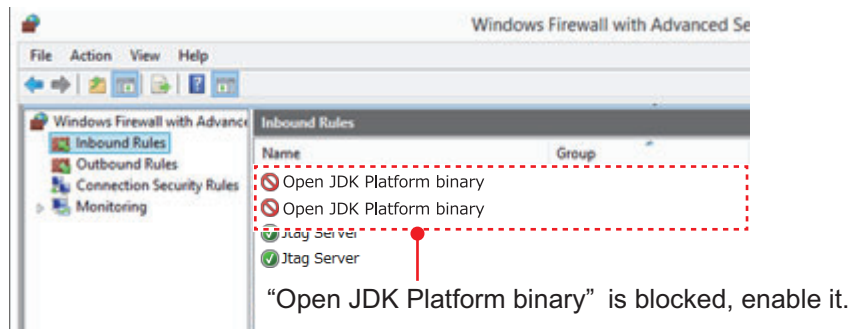 Windows Firewall with Advanced Se
File Action View Help
Windows Firewall with Advance
Inbound Rules
Outbound Rules
Connection Security Rules
Monitoring
Inbound Rules
Name Group
Open JDK Platform binary
Open JDK Platform binary
Jtag Server
Jtag Server
“Open JDK Platform binary” is blocked, enable it.